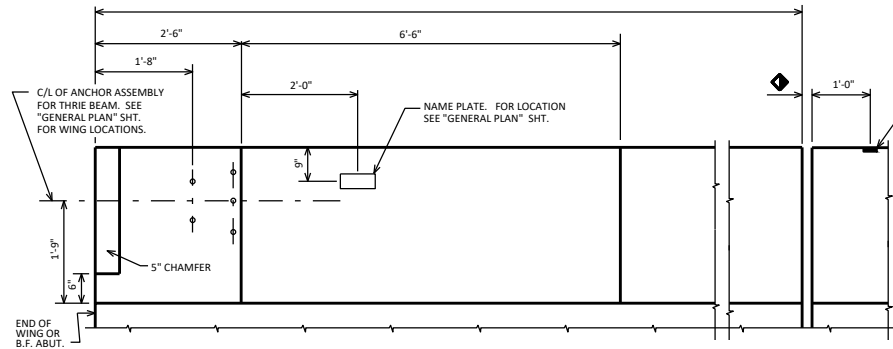 2'-6"
6'-6"
1'-8"
2'-0"
1'-0"
C/L OF ANCHOR ASSEMBLY
FOR THRIE BEAM. SEE
"GENERAL PLAN" SHT.
FOR WING LOCATIONS.
NAME PLATE. FOR LOCATION
SEE "GENERAL PLAN" SHT.
9"
1'-9"
6"
5" CHAMFER
END OF
WING OR
B.F. ABUT.